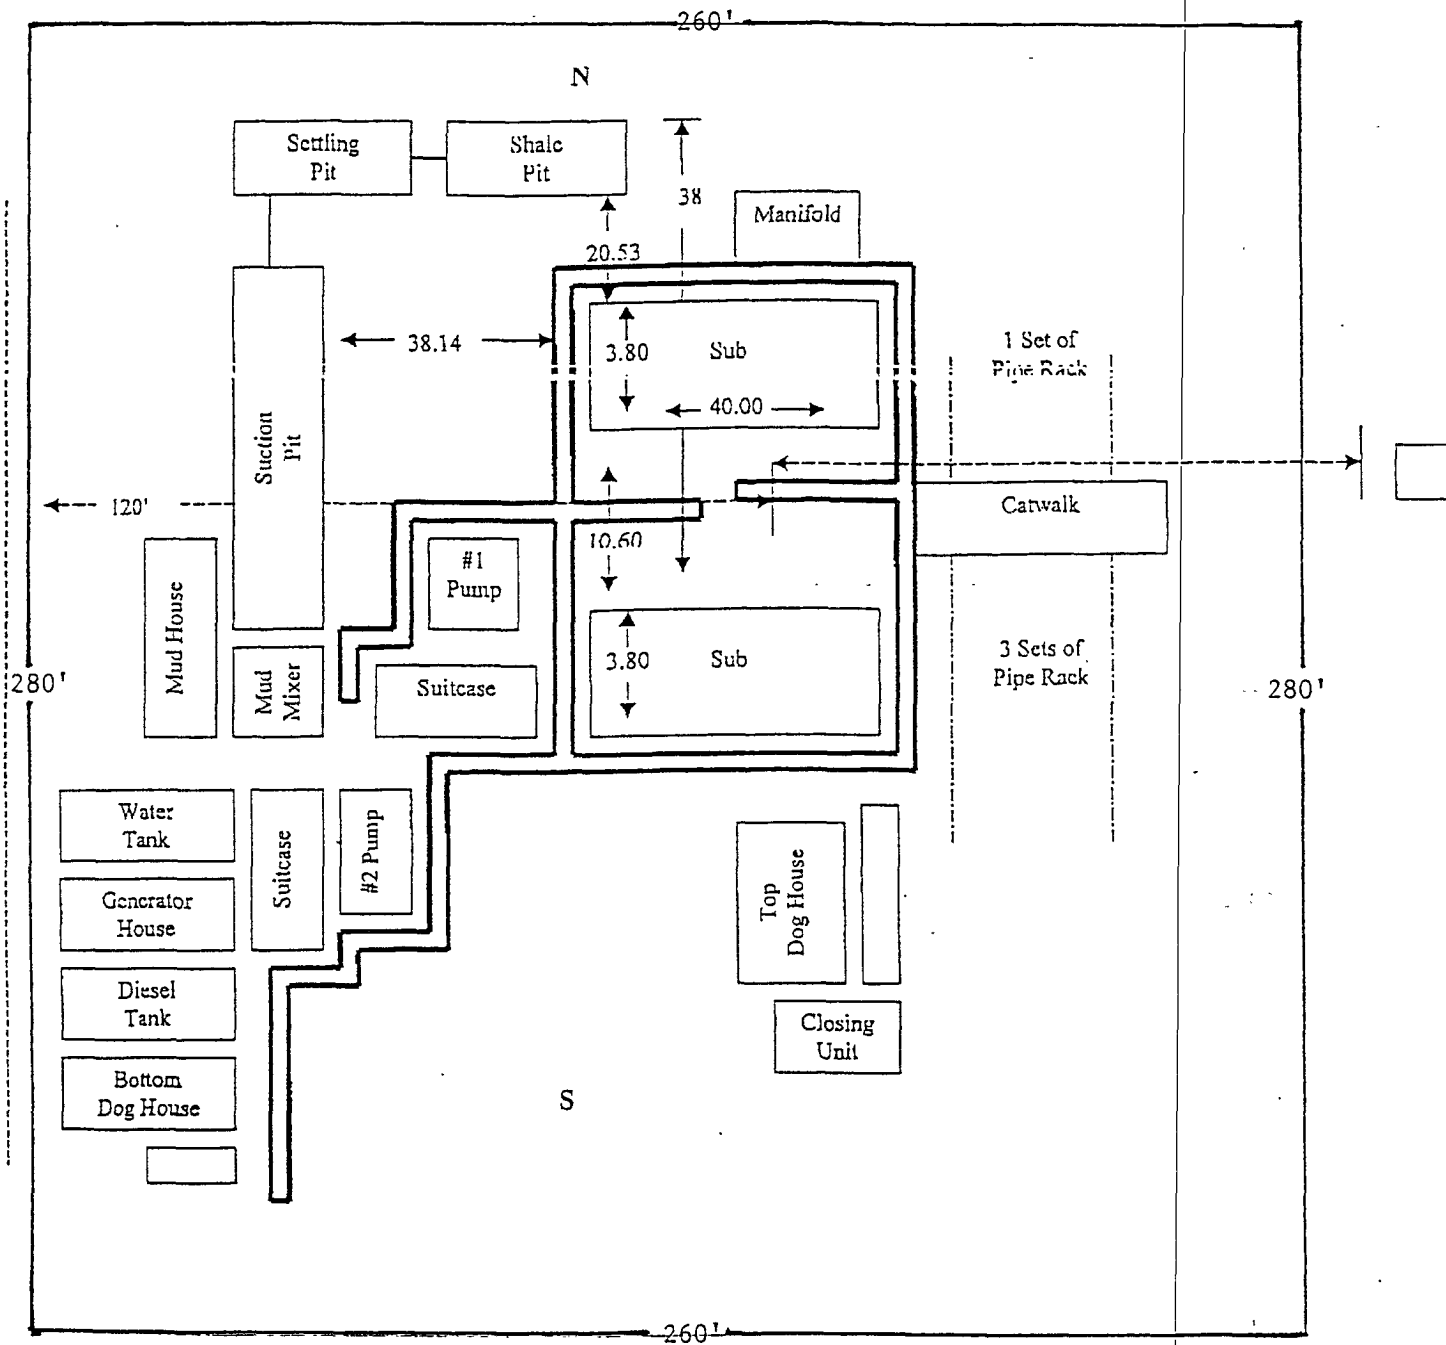 260'
N
Settling
Pit
Shale
Pit
38
Manifold
20.53
38.14
3.80
Sub
1 Set of
Pipe Rack
40.00
Suction
Pit
120'
Catwalk
10.60
#1
Pump
Mud House
3.80
Sub
3 Sets of
Pipe Rack
280'
Mud
Mixer
Suitcase
280'
Water
Tank
Suitcase
#2 Pump
Generator
House
Top
Dog House
Diesel
Tank
Closing
Unit
Bottom
Dog House
S
260'